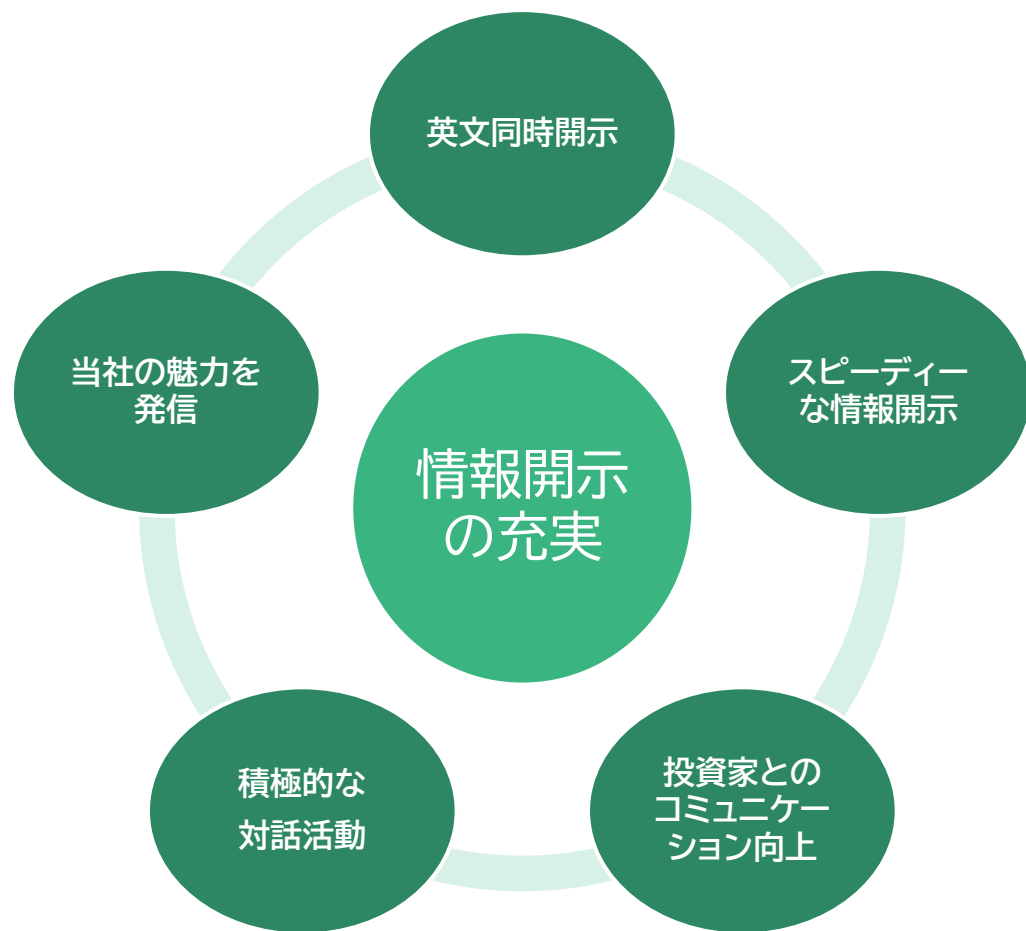 英文同時開示
スピーディー
な情報開示
投資家との
コミュニケー
ション向上
積極的な
対話活動
当社の魅力を
発信
情報開示
の充実